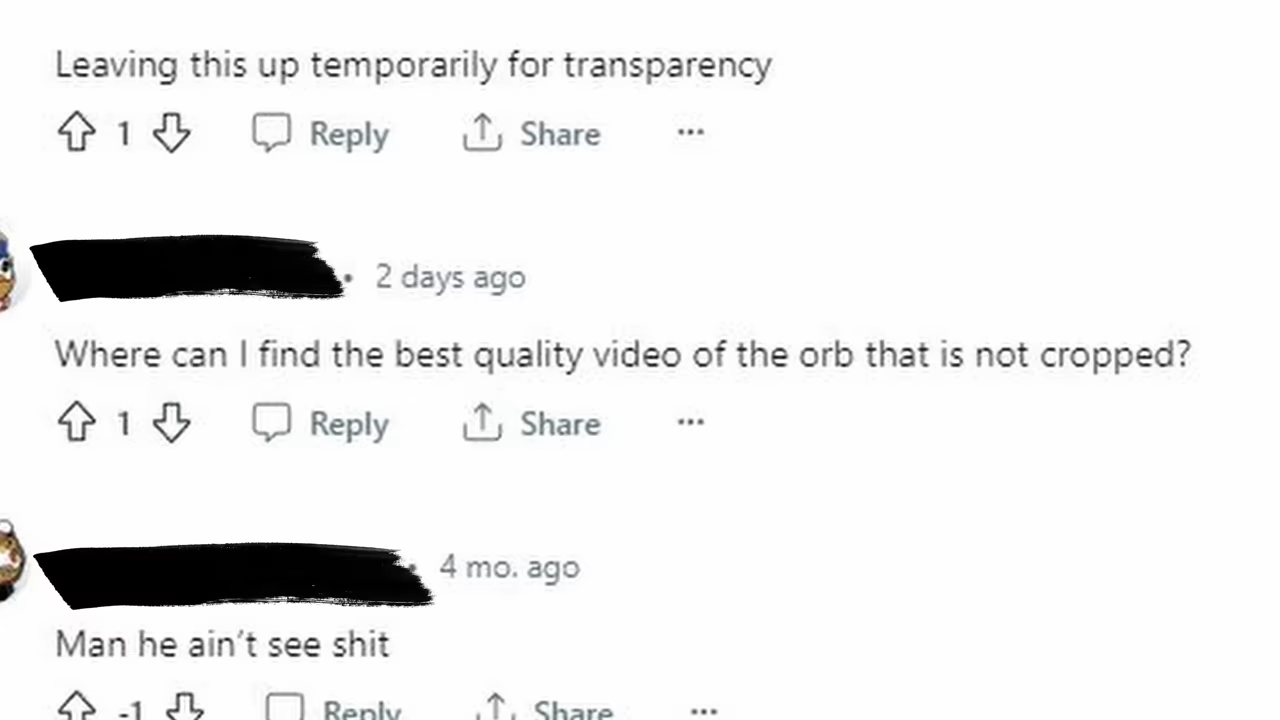 Leaving this up temporarily for transparency
1 Reply Share ···
• 2 days ago
Where can I find the best quality video of the orb that is not cropped?
1 Reply Share ···
• 4 mo. ago
Man he ain't see shit
-1 Reply Share ···